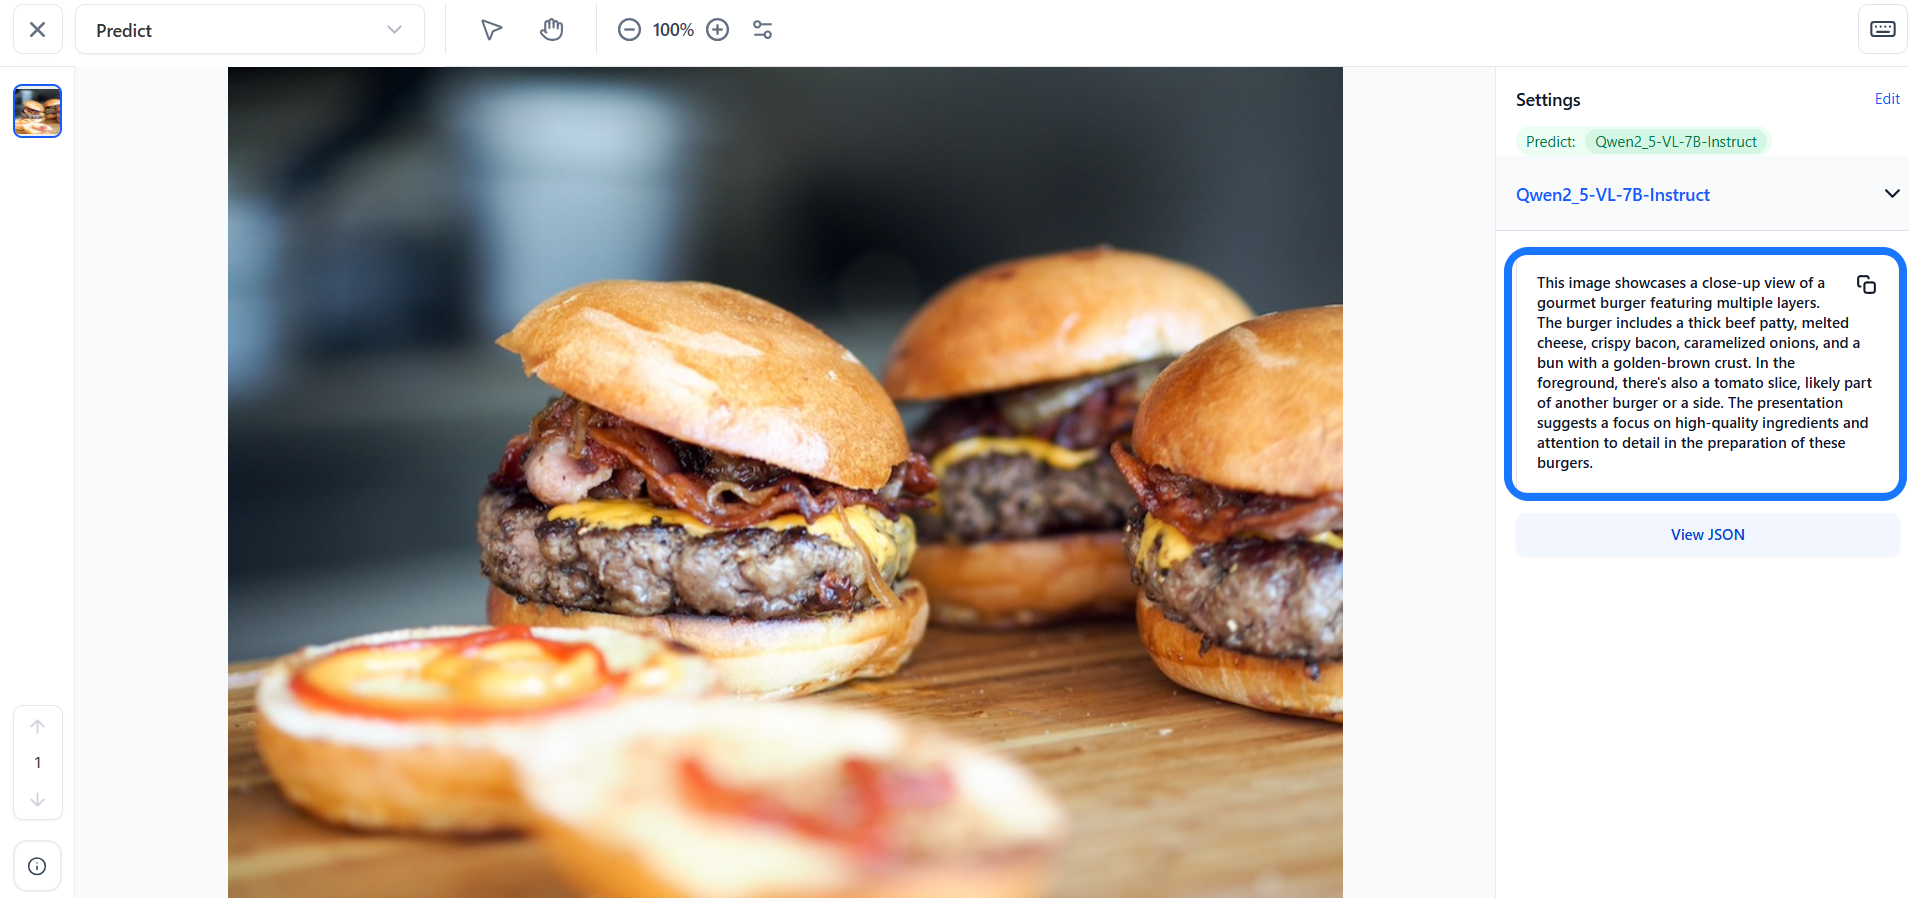 Predict
100%
Settings
Edit
Predict: Qwen2_5-VL-7B-Instruct
Qwen2_5-VL-7B-Instruct
This image showcases a close-up view of a
gourmet burger featuring multiple layers.
The burger includes a thick beef patty, melted
cheese, crispy bacon, caramelized onions, and a
bun with a golden-brown crust. In the
foreground, there's also a tomato slice, likely part
of another burger or a side. The presentation
suggests a focus on high-quality ingredients and
attention to detail in the preparation of these
burgers.
View JSON
1